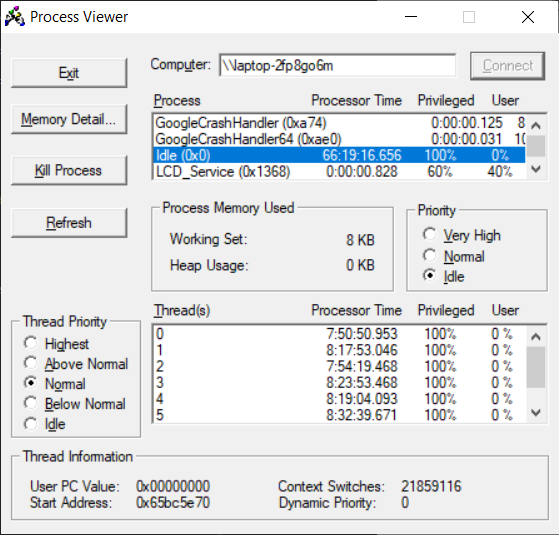 Process Viewer
Exit
Computer: \\laptop-2fp8go6m Connect
Memory Detail...
Process Processor Time Privileged User
GoogleCrashHandler (0xa74) 0:00:00.125 8
GoogleCrashHandler64 (0xae0) 0:00:00.031 10
Idle (0x0) 66:19:16.656 100% 0%
LCD_Service (0x1368) 0:00:00.828 60% 40%
Kill Process
Refresh
Process Memory Used
Working Set: 8 KB
Heap Usage: 0 KB
Priority
Very High
Normal
Idle
Thread Priority
Highest
Above Normal
Normal
Below Normal
Idle
Thread(s) Processor Time Privileged User
0 7:50:50.953 100% 0 %
1 8:17:53.046 100% 0 %
2 7:54:19.468 100% 0 %
3 8:23:53.468 100% 0 %
4 8:19:04.093 100% 0 %
5 8:32:39.671 100% 0 %
Thread Information
User PC Value: 0x00000000 Context Switches: 21859116
Start Address: 0x65bc5e70 Dynamic Priority: 0